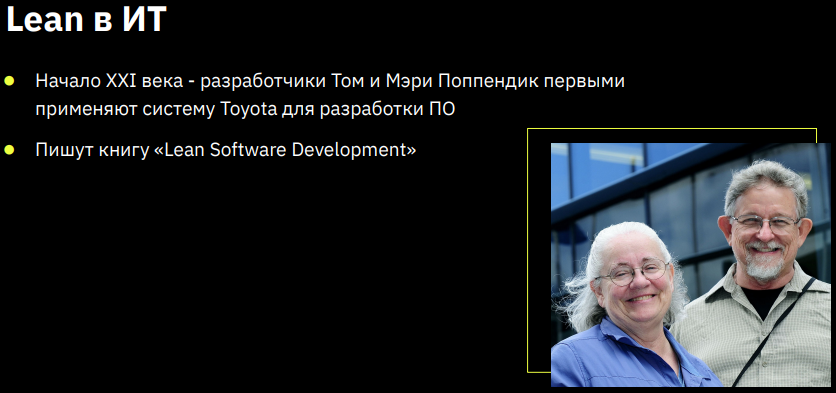 Lean в ИТ
Начало XXI века - разработчики Том и Мэри Поппендик первыми
применяют систему Toyota для разработки ПО
Пишут книгу «Lean Software Development»